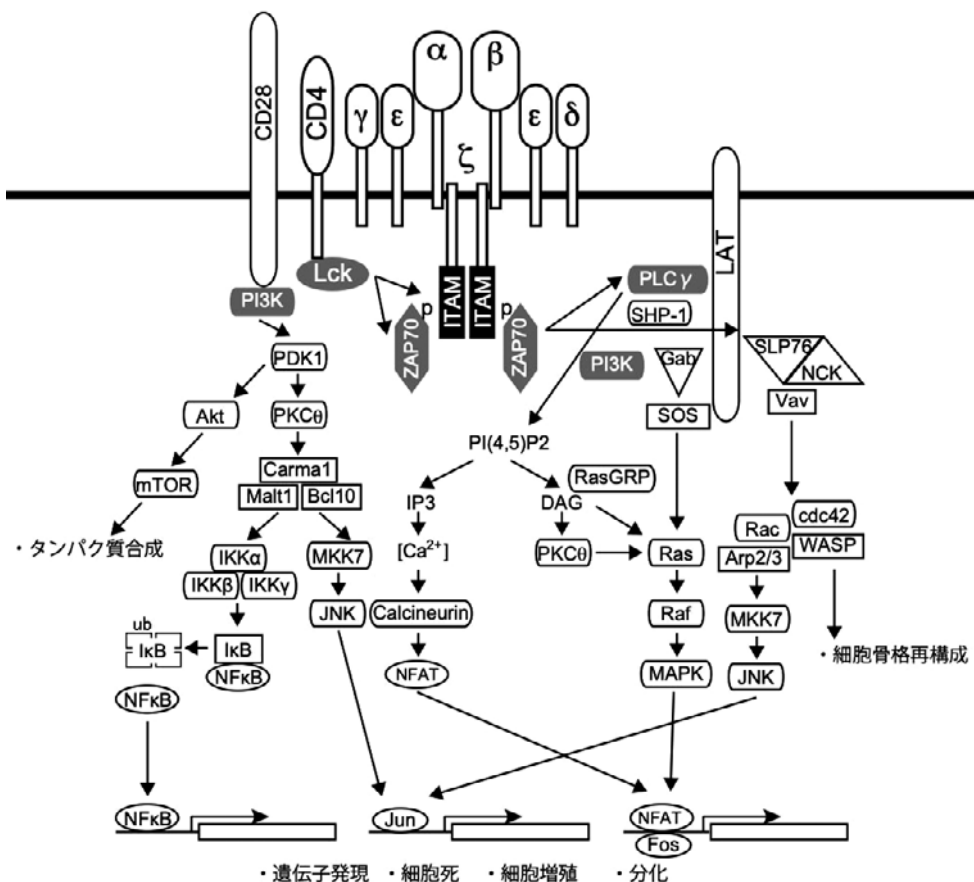 α
β
CD28
CD4
γ
ε
ε
δ
ζ
LAT
Lck
PI3K
ITAM
ITAM
p
p
ZAP70
ZAP70
PLC γ
SHP-1
PI3K
Gab
SOS
SLP76
NCK
Vav
PDK1
Akt
PKCθ
mTOR
Carma1
Malt1
Bcl10
・タンパク質合成
PI(4,5)P2
IP3
DAG
RasGRP
[Ca2+]
PKCθ
Ras
Rac
cdc42
Arp2/3
WASP
IKKα
IKKβ
IKKγ
MKK7
JNK
Calcineurin
NFAT
Raf
MAPK
MKK7
JNK
・細胞骨格再構成
ub
IκB
IκB
NFκB
NFκB
NFκB
Jun
NFAT
Fos
・遺伝子発現 ・細胞死 ・細胞増殖 ・分化